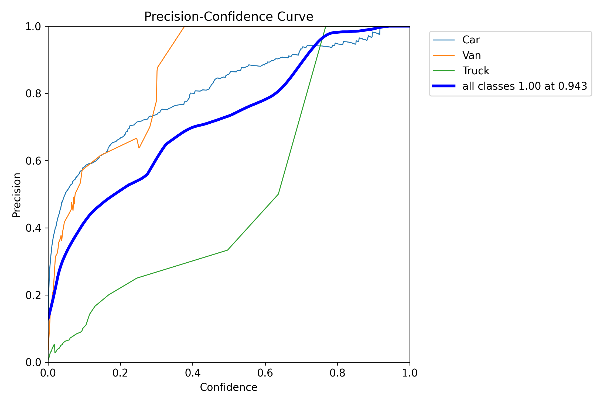 Precision-Confidence Curve
1.0
0.8
0.6
0.4
0.2
0.0
Precision
0.0 0.2 0.4 0.6 0.8 1.0
Confidence
Car
Van
Truck
all classes 1.00 at 0.943